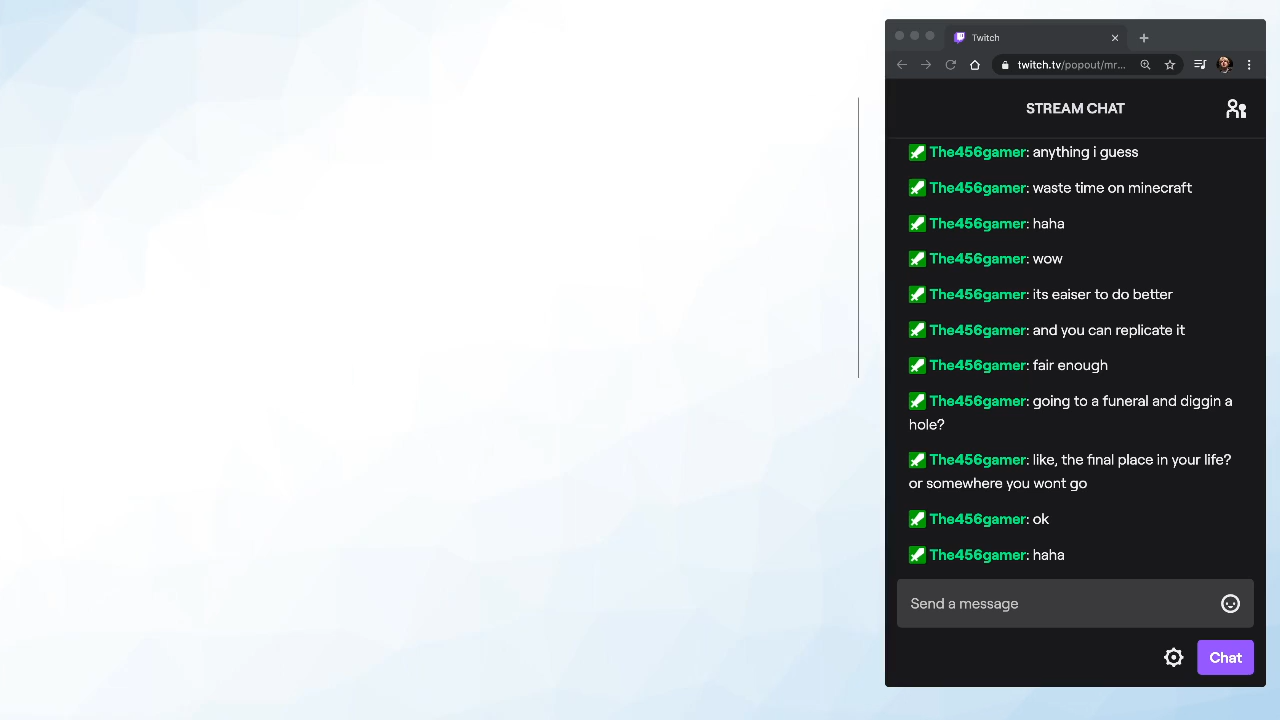 Twitch
twitch.tv/popout/mr...
STREAM CHAT
The456gamer: anything i guess
The456gamer: waste time on minecraft
The456gamer: haha
The456gamer: wow
The456gamer: its eaiser to do better
The456gamer: and you can replicate it
The456gamer: fair enough
The456gamer: going to a funeral and diggin a
hole?
The456gamer: like, the final place in your life?
or somewhere you wont go
The456gamer: ok
The456gamer: haha
Send a message
Chat